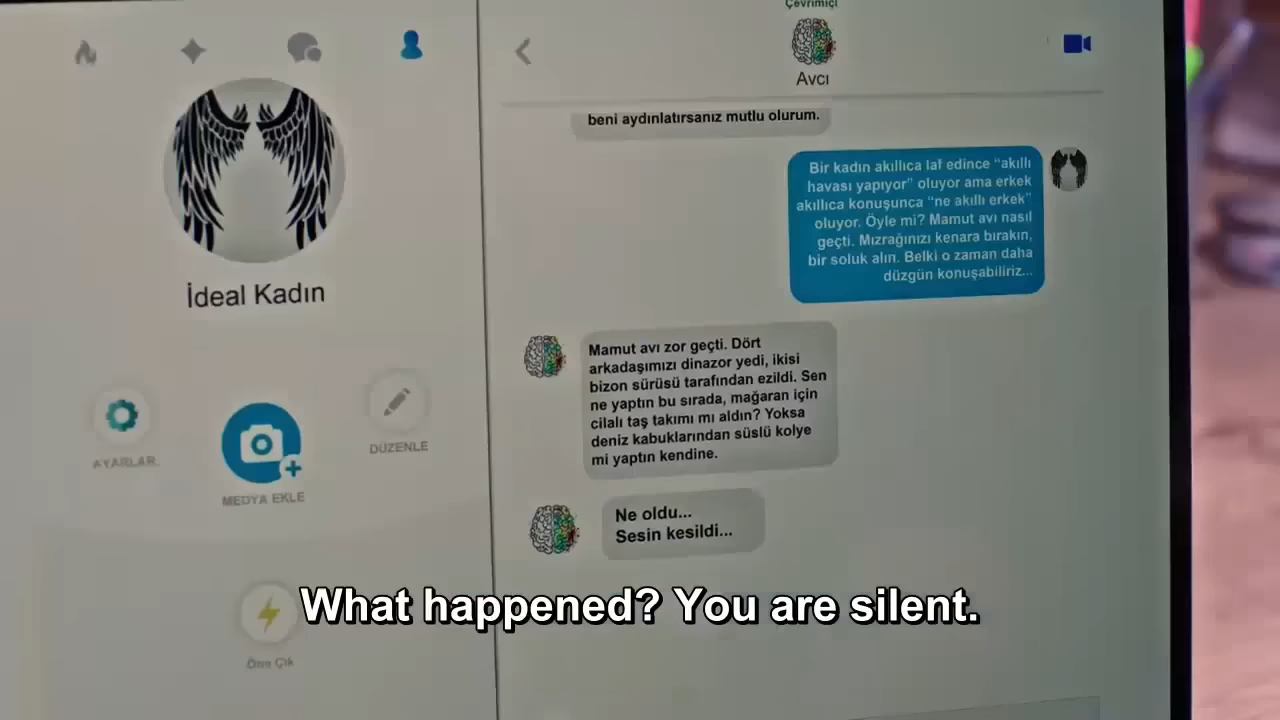 Çevrimiçi
Avcı
beni aydınlatırsanız mutlu olurum.
Bir kadın akıllıca laf edince “akıllı
havası yapıyor” oluyor ama erkek
akıllıca konuşunca “ne akıllı erkek”
oluyor. Öyle mi? Mamut avı nasıl
geçti. Mızrağınızı kenara bırakın,
bir soluk alın. Belki o zaman daha
düzgün konuşabiliriz...
İdeal Kadın
Mamut avı zor geçti. Dört
arkadaşımızı dinazor yedi, ikisi
bizon sürüsü tarafından ezildi. Sen
ne yaptın bu sırada, mağaran için
cilalı taş takımı mı aldın? Yoksa
deniz kabuklarından süslü kolye
mi yaptın kendine.
AYARLAR
MEDYA EKLE
DÜZENLE
Ne oldu...
Sesin kesildi...
What happened? You are silent.
Öne Çık